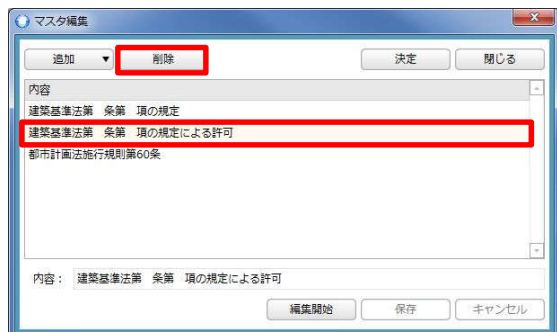 マスタ編集
追加 ▼ 削除 決定 閉じる
内容
建築基準法第　条第　項の規定
建築基準法第　条第　項の規定による許可
都市計画法施行規則第60条
内容： 建築基準法第　条第　項の規定による許可
編集開始 保存 キャンセル